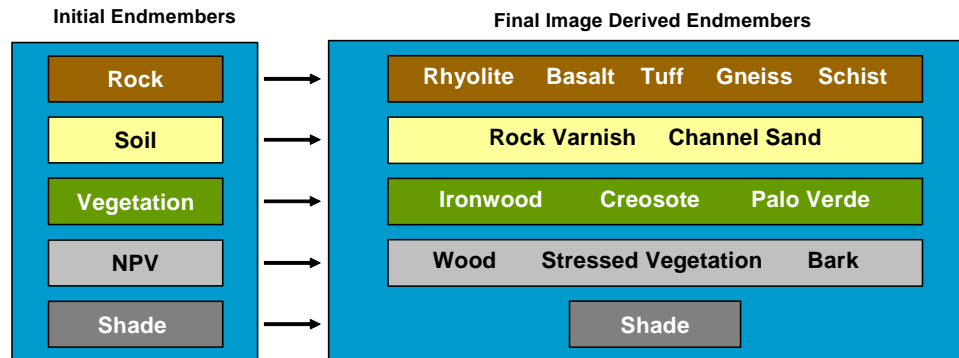 Initial Endmembers
Final Image Derived Endmembers
Rock
Rhyolite Basalt Tuff Gneiss Schist
Soil
Rock Varnish Channel Sand
Vegetation
Ironwood Creosote Palo Verde
NPV
Wood Stressed Vegetation Bark
Shade
Shade